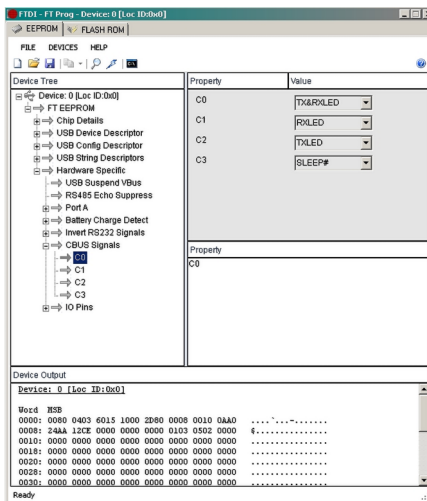 FTDI - FT Prog - Device: 0 [Loc ID:0x0]
EEPROM FLASH ROM
FILE DEVICES HELP
Device Tree
Device: 0 [Loc ID:0x0]
FT EEPROM
Chip Details
USB Device Descriptor
USB Config Descriptor
USB String Descriptors
Hardware Specific
USB Suspend VBus
RS485 Echo Suppress
Port A
Battery Charge Detect
Invert RS232 Signals
CBUS Signals
C0
C1
C2
C3
IO Pins
Property Value
C0 TX&RXLED
C1 RXLED
C2 TXLED
C3 SLEEP#
Property
C0
Device Output
Device: 0 [Loc ID:0x0]
Word MSB
0000: 0080 0403 6015 1000 2D80 0008 0010 0AA0 ....`...-.......
0008: 24AA 12CE 0000 0000 0000 0103 0502 0000 $...............
0010: 0000 0000 0000 0000 0000 0000 0000 0000 ................
0018: 0000 0000 0000 0000 0000 0000 0000 0000 ................
0020: 0000 0000 0000 0000 0000 0000 0000 0000 ................
0028: 0000 0000 0000 0000 0000 0000 0000 0000 ................
0030: 0000 0000 0000 0000 0000 0000 0000 0000 ................
Ready